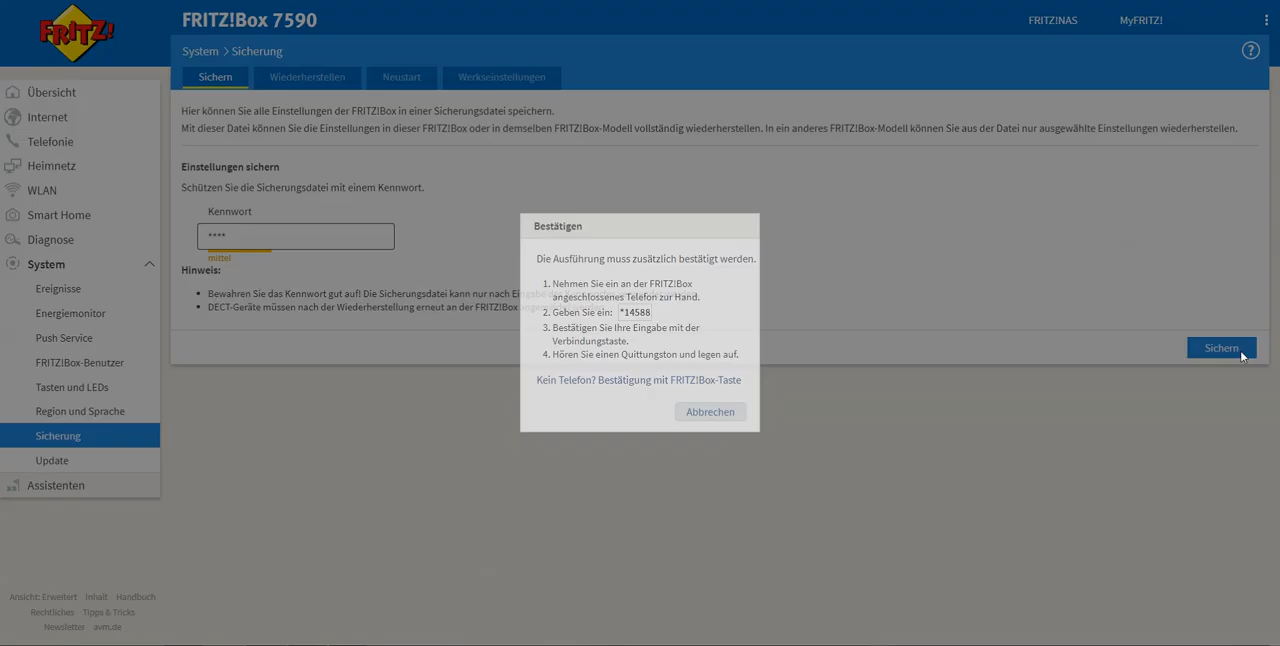 FRITZ!
FRITZ!Box 7590
FRITZ!NAS
MyFRITZ!
System > Sicherung
Sichern
Wiederherstellen
Neustart
Werkseinstellungen
Übersicht
Internet
Telefonie
Heimnetz
WLAN
Smart Home
Diagnose
System
Ereignisse
Energiemonitor
Push Service
FRITZ!Box-Benutzer
Tasten und LEDs
Region und Sprache
Sicherung
Update
Assistenten
Ansicht: Erweitert Inhalt Handbuch
Rechtliches Tipps & Tricks
Newsletter avm.de
Hier können Sie alle Einstellungen der FRITZ!Box in einer Sicherungsdatei speichern.
Mit dieser Datei können Sie die Einstellungen in dieser FRITZ!Box oder in demselben FRITZ!Box-Modell vollständig wiederherstellen. In ein anderes FRITZ!Box-Modell können Sie aus der Datei nur ausgewählte Einstellungen wiederherstellen.
Einstellungen sichern
Schützen Sie die Sicherungsdatei mit einem Kennwort.
Kennwort
****
mittel
Hinweis:
Bewahren Sie das Kennwort gut auf! Die Sicherungsdatei kann nur nach
DECT-Geräte müssen nach der Wiederherstellung erneut an der FRITZ!Box
Sichern
Bestätigen
Die Ausführung muss zusätzlich bestätigt werden.
1. Nehmen Sie ein an der FRITZ!Box
angeschlossenes Telefon zur Hand.
2. Geben Sie ein: *14588
3. Bestätigen Sie Ihre Eingabe mit der
Verbindungstaste.
4. Hören Sie einen Quittungston und legen auf.
Kein Telefon? Bestätigung mit FRITZ!Box-Taste
Abbrechen